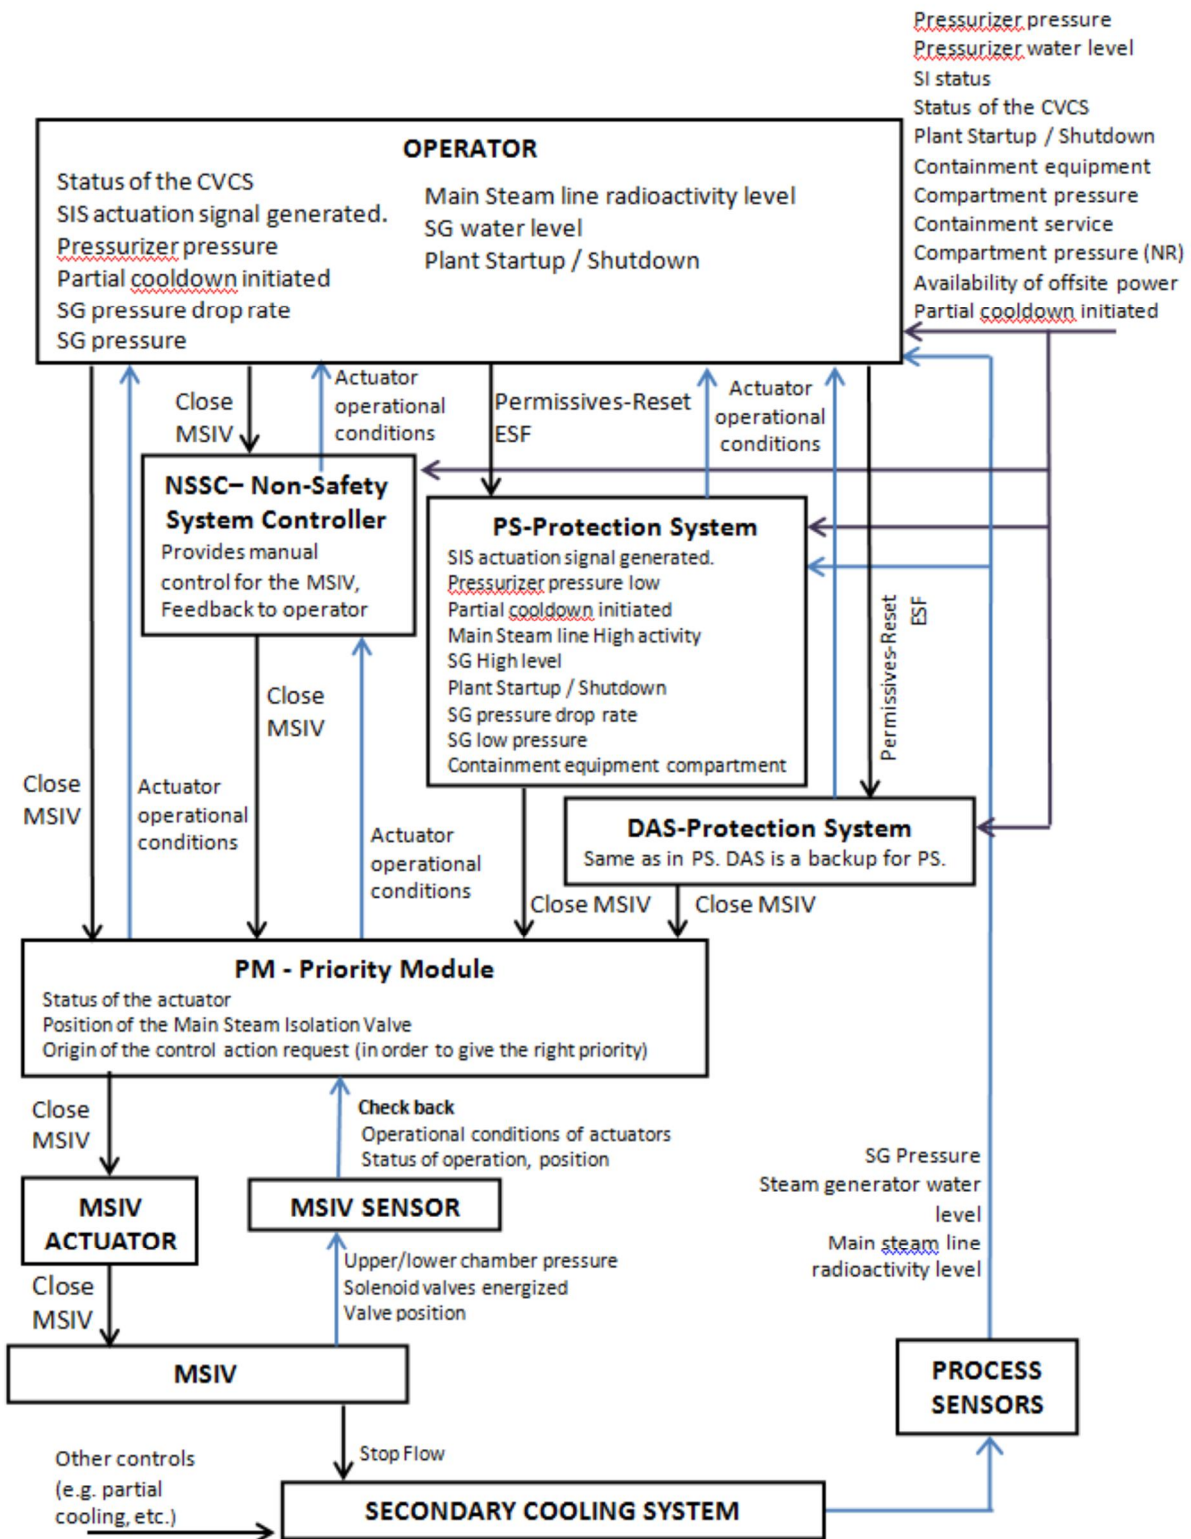 Pressurizer pressure
Pressurizer water level
SI status
Status of the CVCS
Plant Startup / Shutdown
Containment equipment
Compartment pressure
Containment service
Compartment pressure (NR)
Availability of offsite power
Partial cooldown initiated
OPERATOR
Status of the CVCS
SIS actuation signal generated.
Pressurizer pressure
Partial cooldown initiated
SG pressure drop rate
SG pressure
Main Steam line radioactivity level
SG water level
Plant Startup / Shutdown
Close
MSIV
Actuator
operational
conditions
Permissives-Reset
ESF
Actuator
operational
conditions
NSSC– Non-Safety
System Controller
Provides manual
control for the MSIV,
Feedback to operator
PS-Protection System
SIS actuation signal generated.
Pressurizer pressure low
Partial cooldown initiated
Main Steam line High activity
SG High level
Plant Startup / Shutdown
SG pressure drop rate
SG low pressure
Containment equipment compartment
Permissives-Reset
ESF
Close
MSIV
Close
MSIV
Actuator
operational
conditions
Actuator
operational
conditions
DAS-Protection System
Same as in PS. DAS is a backup for PS.
Close MSIV
Close MSIV
PM - Priority Module
Status of the actuator
Position of the Main Steam Isolation Valve
Origin of the control action request (in order to give the right priority)
Close
MSIV
Check back
Operational conditions of actuators
Status of operation, position
MSIV
ACTUATOR
MSIV SENSOR
SG Pressure
Steam generator water
level
Main steam line
radioactivity level
Close
MSIV
Upper/lower chamber pressure
Solenoid valves energized
Valve position
MSIV
PROCESS
SENSORS
Stop Flow
Other controls
(e.g. partial
cooling, etc.)
SECONDARY COOLING SYSTEM